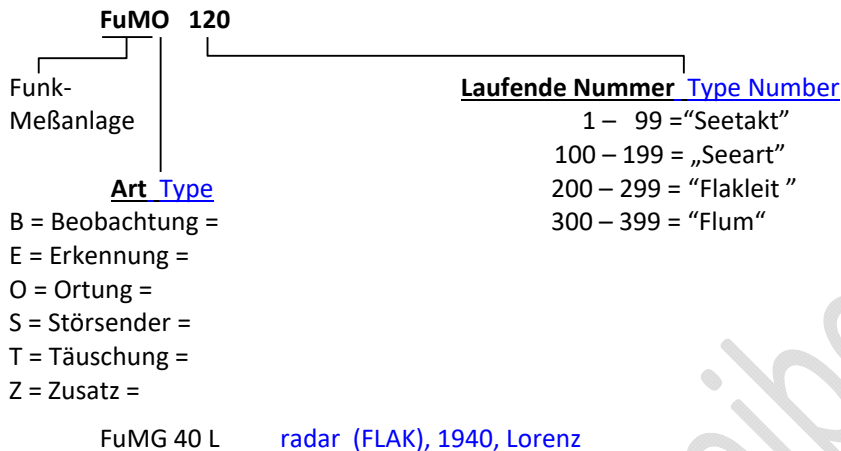 FuMO 120
Funk-
Meßanlage
Art Type
B = Beobachtung =
E = Erkennung =
O = Ortung =
S = Störsender =
T = Täuschung =
Z = Zusatz =
Laufende Nummer Type Number
1 – 99 =“Seetakt”
100 – 199 = „Seeart”
200 – 299 = “Flakleit ”
300 – 399 = “Flum“
FuMG 40 L radar (FLAK), 1940, Lorenz